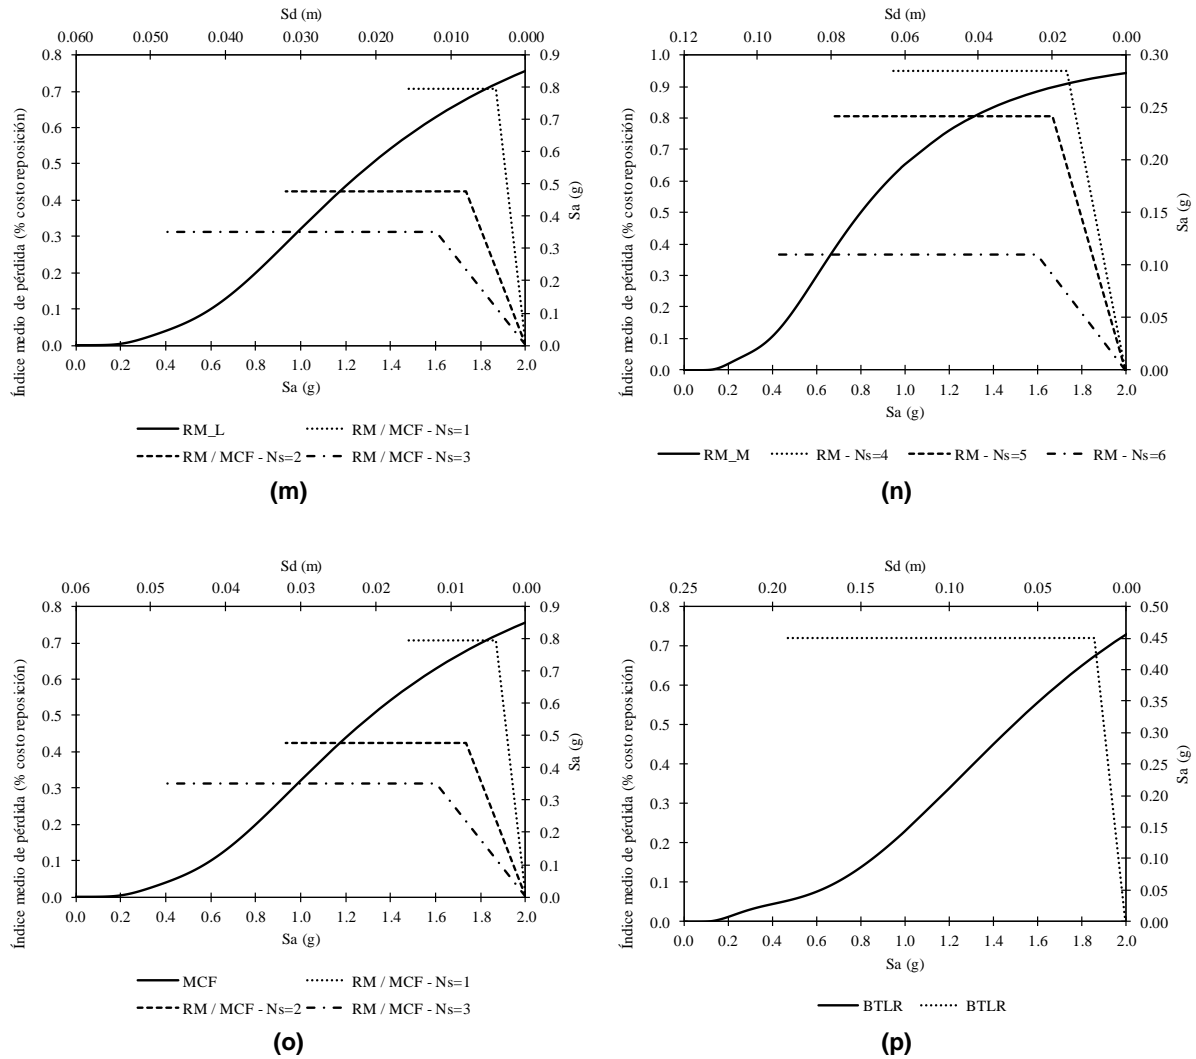 Sd (m)
0.060 0.050 0.040 0.030 0.020 0.010 0.000
0.8 0.7 0.6 0.5 0.4 0.3 0.2 0.1 0.0
Índice medio de pérdida (% costo reposición)
0.9 0.8 0.7 0.6 0.5 0.4 0.3 0.2 0.1 0.0
Sa (g)
0.0 0.2 0.4 0.6 0.8 1.0 1.2 1.4 1.6 1.8 2.0
Sa (g)
RM_L RM / MCF - Ns=1
RM / MCF - Ns=2 RM / MCF - Ns=3
(m)
Sd (m)
0.12 0.10 0.08 0.06 0.04 0.02 0.00
1.0 0.9 0.8 0.7 0.6 0.5 0.4 0.3 0.2 0.1 0.0
Índice medio de pérdida (% costo reposición)
0.30 0.25 0.20 0.15 0.10 0.05 0.00
Sa (g)
0.0 0.2 0.4 0.6 0.8 1.0 1.2 1.4 1.6 1.8 2.0
Sa (g)
RM_M RM - Ns=4 RM - Ns=5 RM - Ns=6
(n)
Sd (m)
0.06 0.05 0.04 0.03 0.02 0.01 0.00
0.8 0.7 0.6 0.5 0.4 0.3 0.2 0.1 0.0
Índice medio de pérdida (% costo reposición)
0.9 0.8 0.7 0.6 0.5 0.4 0.3 0.2 0.1 0.0
Sa (g)
0.0 0.2 0.4 0.6 0.8 1.0 1.2 1.4 1.6 1.8 2.0
Sa (g)
MCF RM / MCF - Ns=1
RM / MCF - Ns=2 RM / MCF - Ns=3
(o)
Sd (m)
0.25 0.20 0.15 0.10 0.05 0.00
0.8 0.7 0.6 0.5 0.4 0.3 0.2 0.1 0.0
Índice medio de pérdida (% costo reposición)
0.50 0.45 0.40 0.35 0.30 0.25 0.20 0.15 0.10 0.05 0.00
Sa (g)
0.0 0.2 0.4 0.6 0.8 1.0 1.2 1.4 1.6 1.8 2.0
Sa (g)
BTLR BTLR
(p)